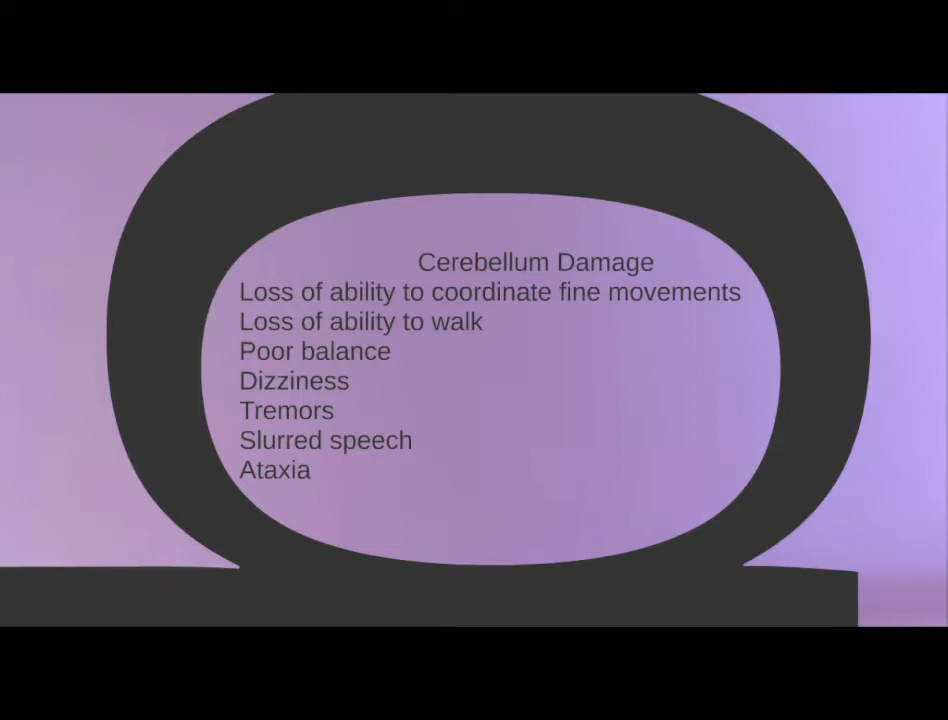 Cerebellum Damage
Loss of ability to coordinate fine movements
Loss of ability to walk
Poor balance
Dizziness
Tremors
Slurred speech
Ataxia